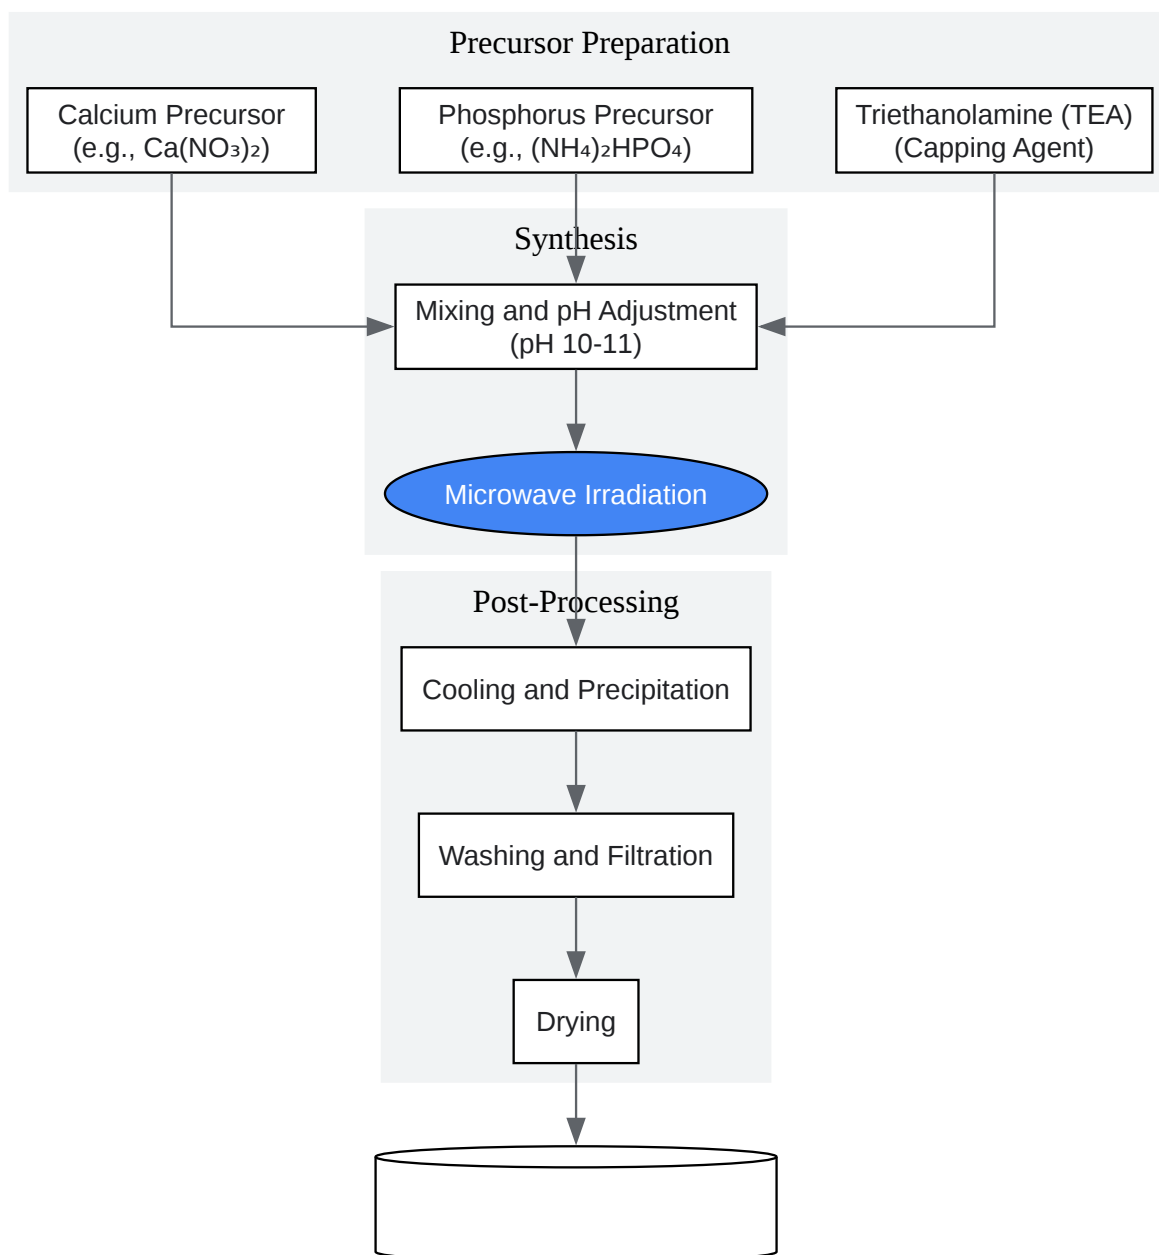 Precursor Preparation
Calcium Precursor
(e.g., Ca(NO₃)₂)
Phosphorus Precursor
(e.g., (NH₄)₂HPO₄)
Triethanolamine (TEA)
(Capping Agent)
Synthesis
Mixing and pH Adjustment
(pH 10-11)
Microwave Irradiation
Post-Processing
Cooling and Precipitation
Washing and Filtration
Drying